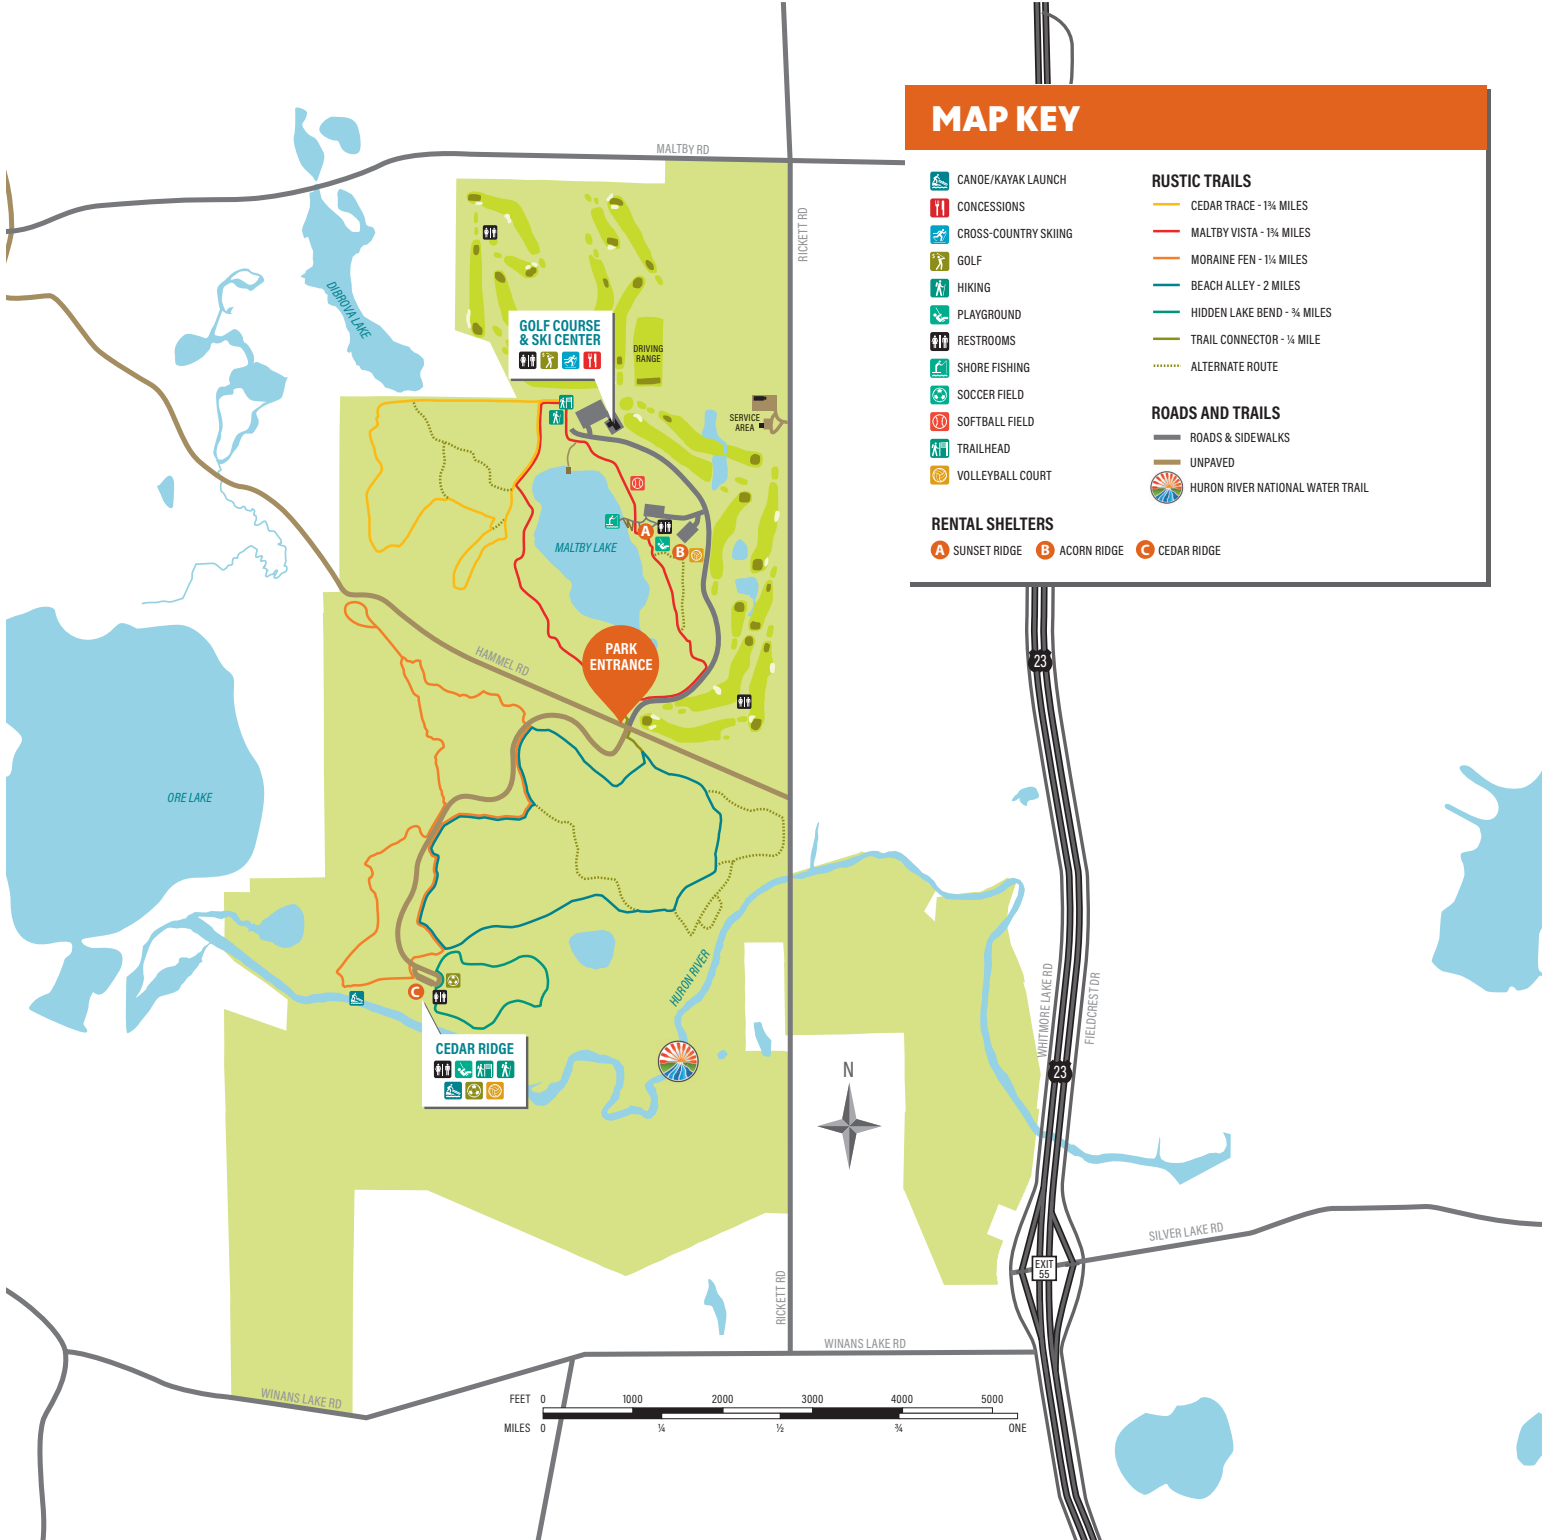 MALTBY RD
RICKETT RD
DIBROVA LAKE
GOLF COURSE
& SKI CENTER
DRIVING
RANGE
SERVICE
AREA
MAP KEY
CANOE/KAYAK LAUNCH
CONCESSIONS
CROSS-COUNTRY SKIING
GOLF
HIKING
PLAYGROUND
RESTROOMS
SHORE FISHING
SOCCER FIELD
SOFTBALL FIELD
TRAILHEAD
VOLLEYBALL COURT
RUSTIC TRAILS
CEDAR TRACE - 1¾ MILES
MALTBY VISTA - 1¾ MILES
MORAINE FEN - 1¼ MILES
BEACH ALLEY - 2 MILES
HIDDEN LAKE BEND - ¾ MILES
TRAIL CONNECTOR - ¼ MILE
ALTERNATE ROUTE
ROADS AND TRAILS
ROADS & SIDEWALKS
UNPAVED
HURON RIVER NATIONAL WATER TRAIL
RENTAL SHELTERS
A SUNSET RIDGE
B ACORN RIDGE
C CEDAR RIDGE
A
B
MALTBY LAKE
PARK
ENTRANCE
HAMMEL RD
23
ORE LAKE
HURON RIVER
WHITMORE LAKE RD
FIELDCREST DR
C
CEDAR RIDGE
N
23
SILVER LAKE RD
EXIT
55
RICKETT RD
WINANS LAKE RD
WINANS LAKE RD
FEET 0 1000 2000 3000 4000 5000
MILES 0 ¼ ½ ¾ ONE